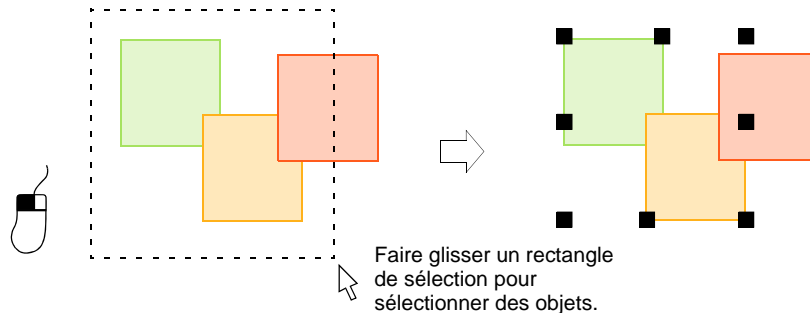 Faire glisser un rectangle
de sélection pour
sélectionner des objets.